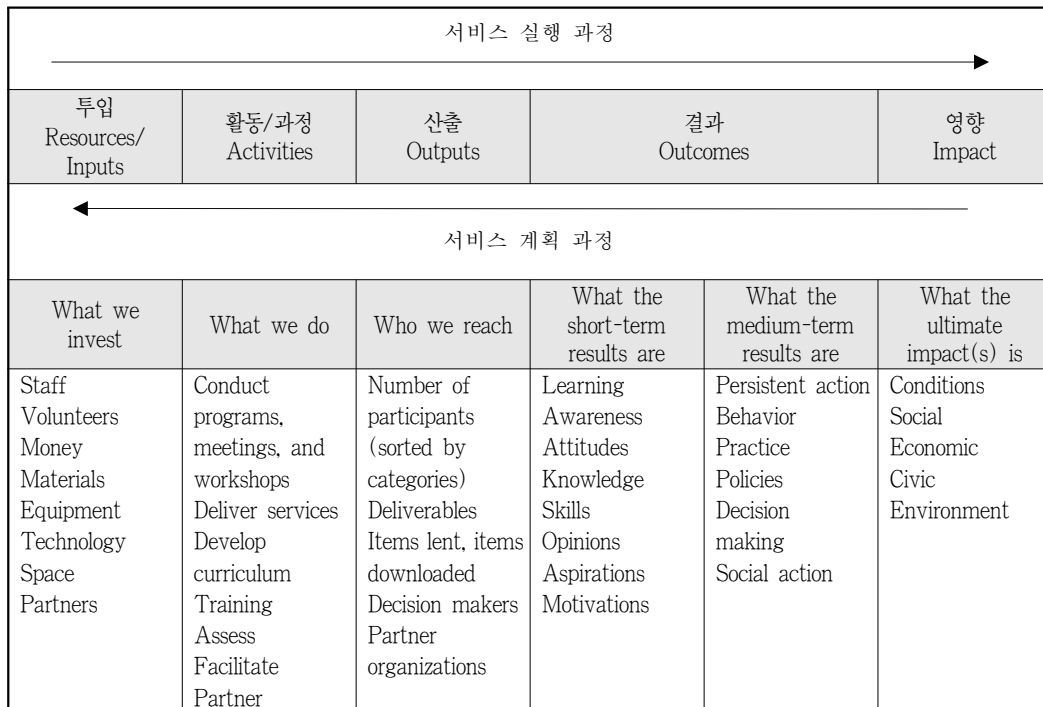 서비스 실행 과정
투입
Resources/
Inputs
활동/과정
Activities
산출
Outputs
결과
Outcomes
영향
Impact
서비스 계획 과정
What we
invest
What we do
Who we reach
What the
short-term
results are
What the
medium-term
results are
What the
ultimate
impact(s) is
Staff
Volunteers
Money
Materials
Equipment
Technology
Space
Partners
Conduct
programs,
meetings, and
workshops
Deliver services
Develop
curriculum
Training
Assess
Facilitate
Partner
Number of
participants
(sorted by
categories)
Deliverables
Items lent, items
downloaded
Decision makers
Partner
organizations
Learning
Awareness
Attitudes
Knowledge
Skills
Opinions
Aspirations
Motivations
Persistent action
Behavior
Practice
Policies
Decision
making
Social action
Conditions
Social
Economic
Civic
Environment